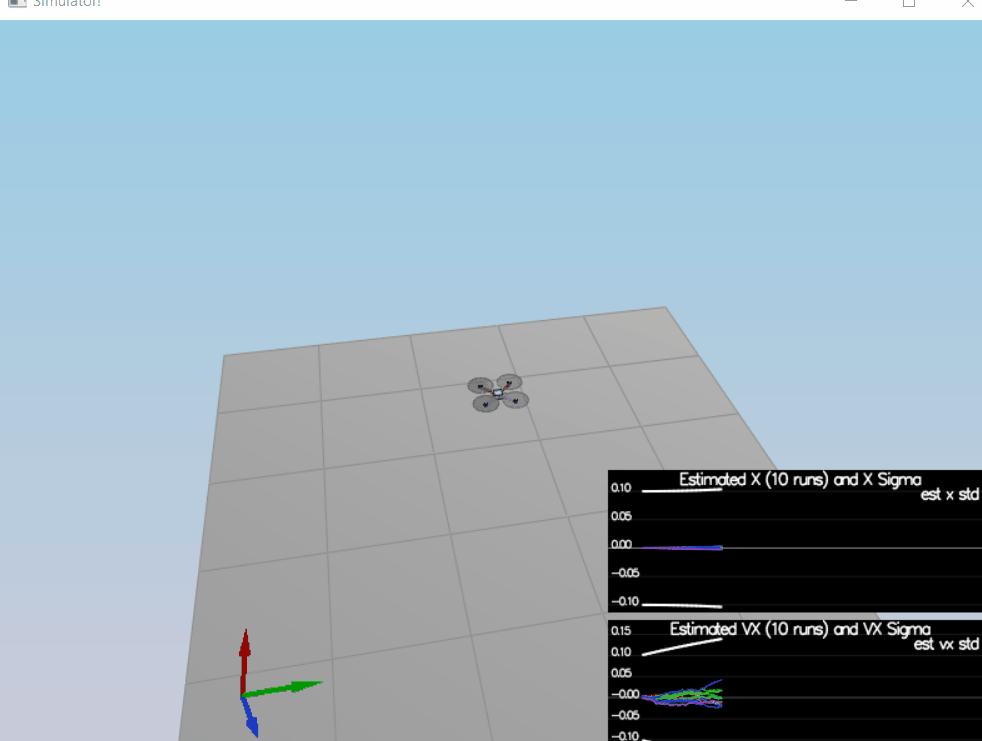 Simulator!
Estimated X (10 runs) and X Sigma
est x std
0.10
0.05
0.00
-0.05
-0.10
Estimated VX (10 runs) and VX Sigma
est vx std
0.15
0.10
0.05
-0.00
-0.05
-0.10